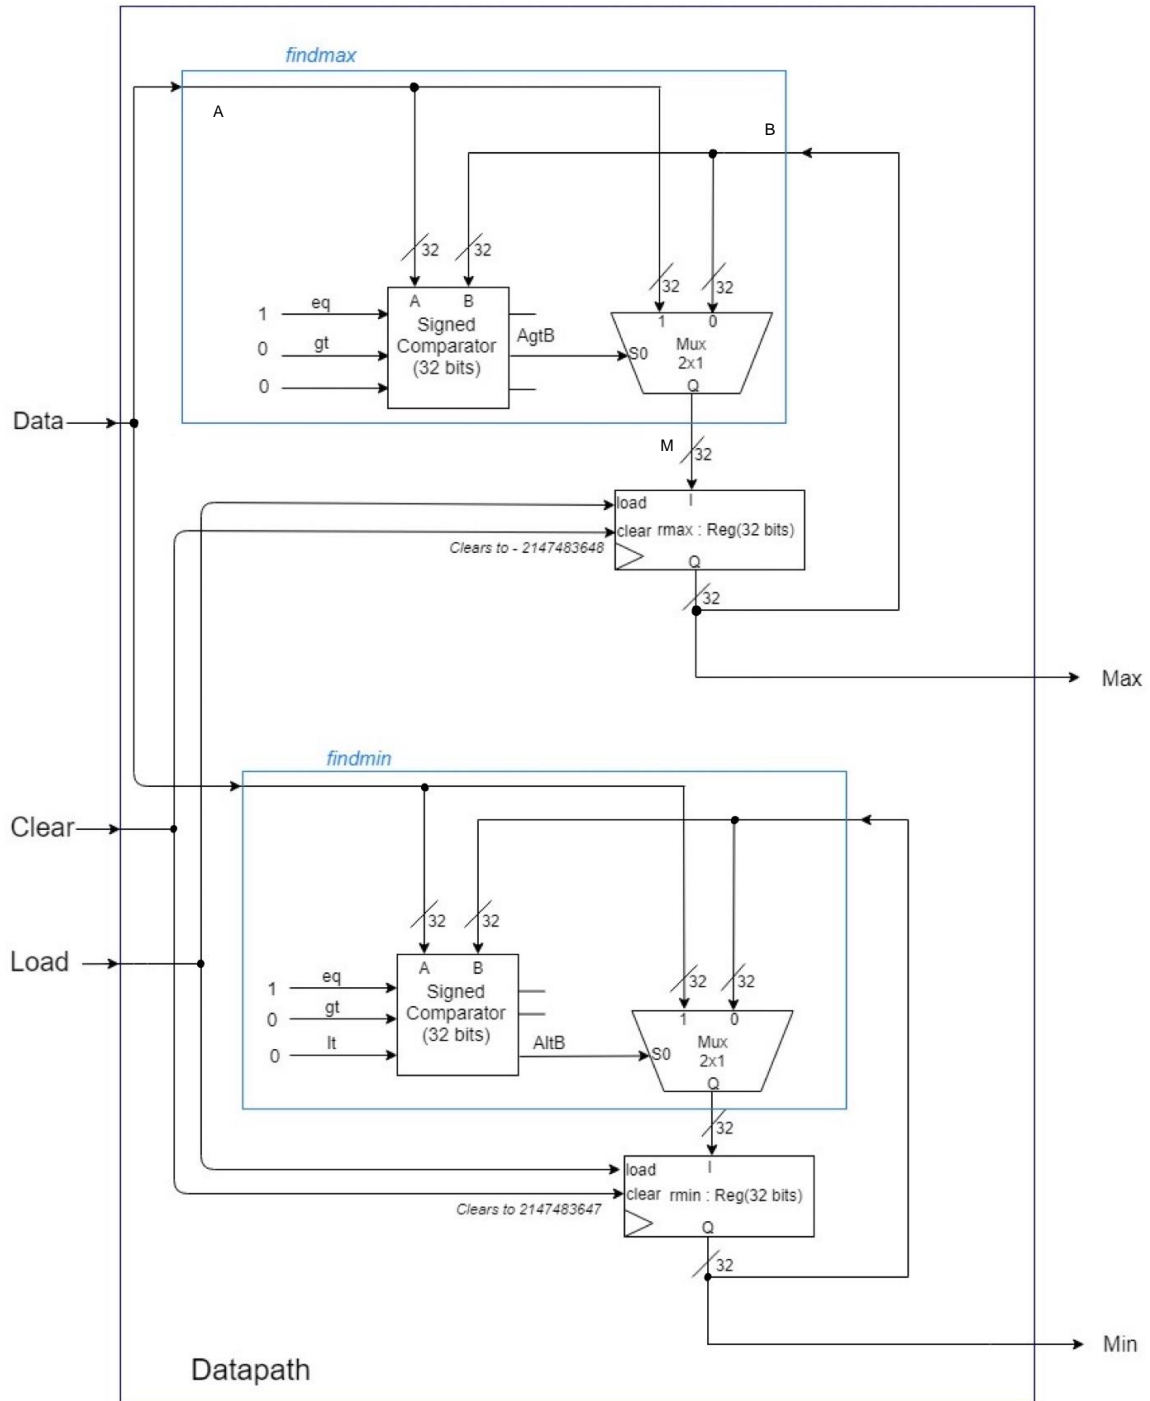 findmax
A
B
32
32
32
32
A
B
1
eq
Signed
Comparator
(32 bits)
AgtB
0
gt
0
1
0
Mux
2x1
S0
Q
Data
M
32
load
I
clear
rmax : Reg(32 bits)
Clears to - 2147483648
Q
32
Max
findmin
Clear
32
32
Load
A
B
32
32
1
eq
Signed
Comparator
(32 bits)
0
gt
0
lt
AltB
1
0
Mux
2x1
S0
Q
32
load
I
clear
rmin : Reg(32 bits)
Clears to 2147483647
Q
32
Min
Datapath